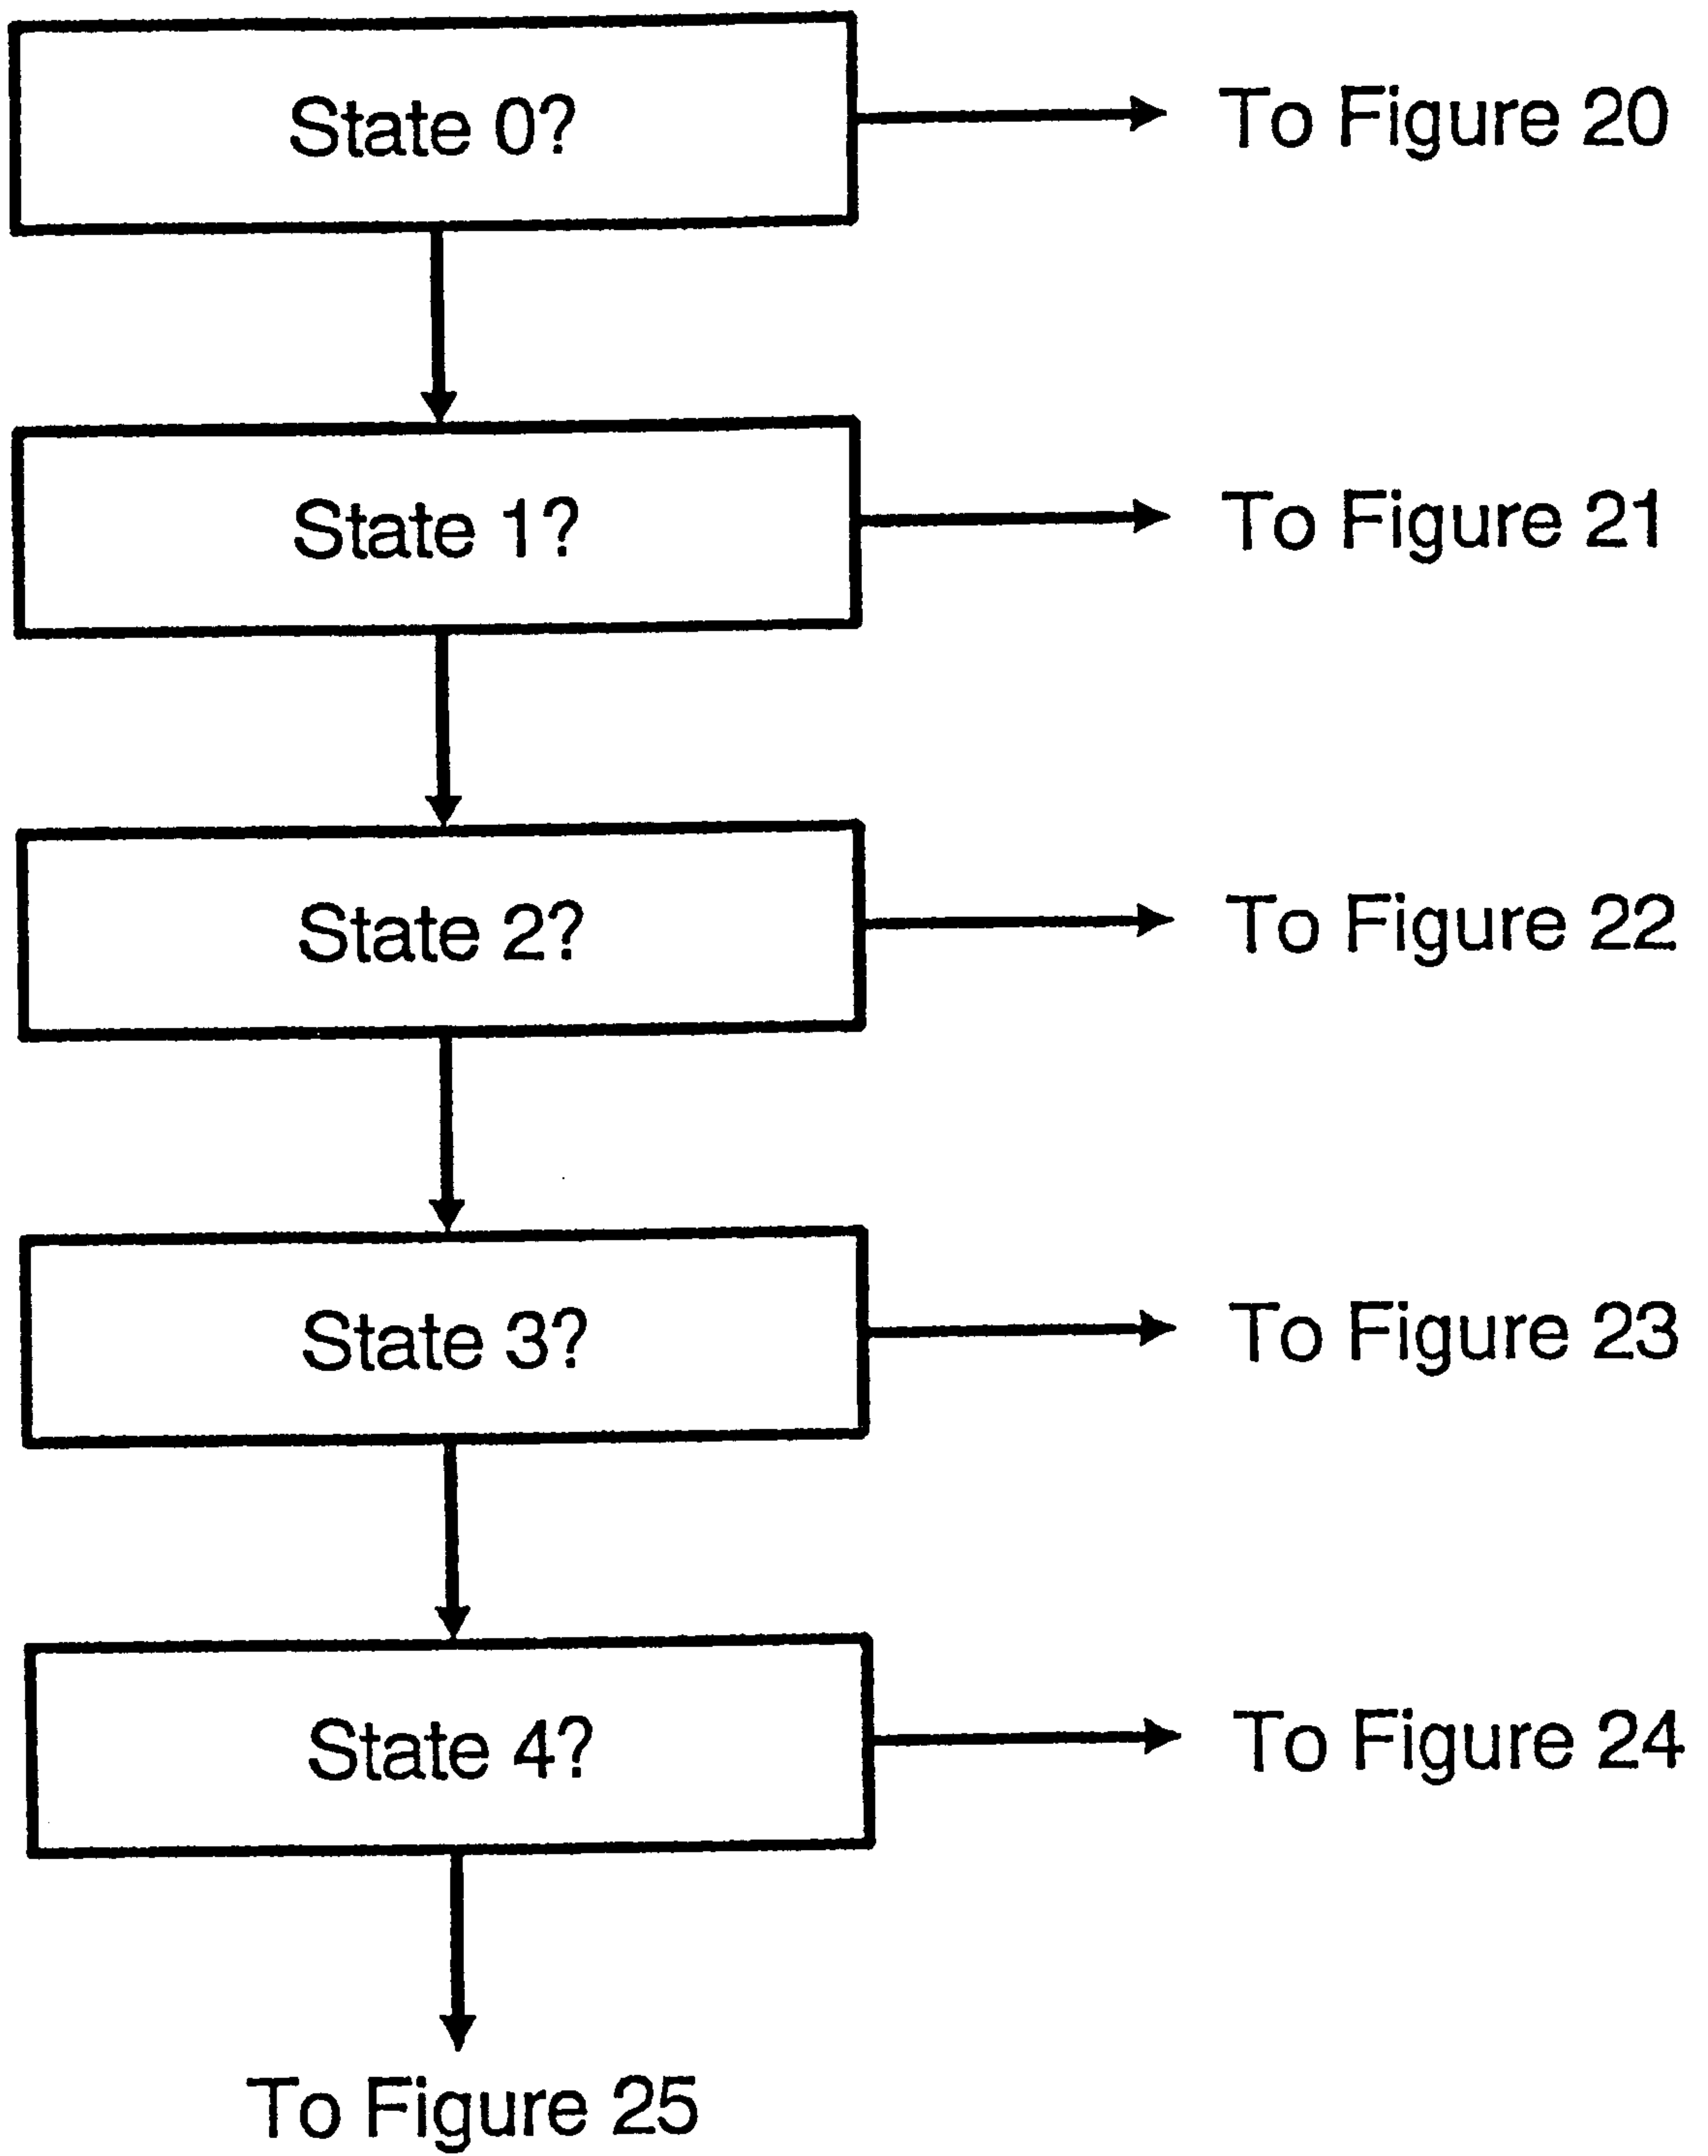 State 0?
To Figure 20
State 1?
To Figure 21
State 2?
To Figure 22
State 3?
To Figure 23
State 4?
To Figure 24
To Figure 25